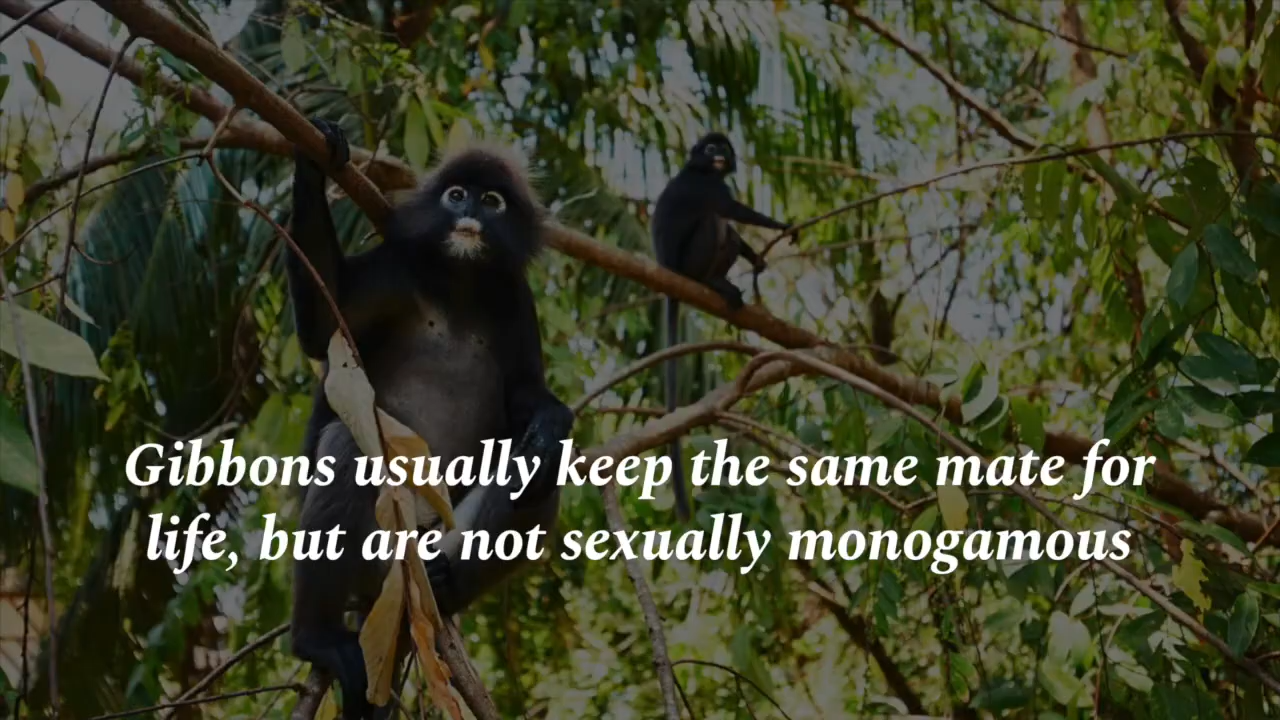 Gibbons usually keep the same mate for
life, but are not sexually monogamous